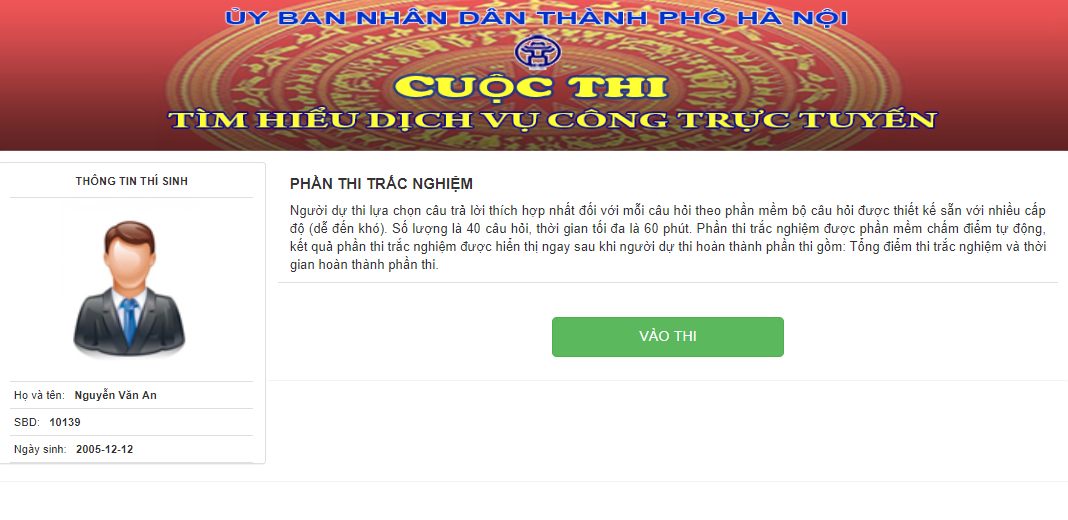 ỦY BAN NHÂN DÂN THÀNH PHỐ HÀ NỘI
CUỘC THI
TÌM HIỂU DỊCH VỤ CÔNG TRỰC TUYẾN
THÔNG TIN THÍ SINH
Họ và tên: Nguyễn Văn An
SBD: 10139
Ngày sinh: 2005-12-12
PHẦN THI TRẮC NGHIỆM
Người dự thi lựa chọn câu trả lời thích hợp nhất đối với mỗi câu hỏi theo phần mềm bộ câu hỏi được thiết kế sẵn với nhiều cấp
độ (dễ đến khó). Số lượng là 40 câu hỏi, thời gian tối đa là 60 phút. Phần thi trắc nghiệm được phần mềm chấm điểm tự động,
kết quả phần thi trắc nghiệm được hiển thị ngay sau khi người dự thi hoàn thành phần thi gồm: Tổng điểm thi trắc nghiệm và thời
gian hoàn thành phần thi.
VÀO THI